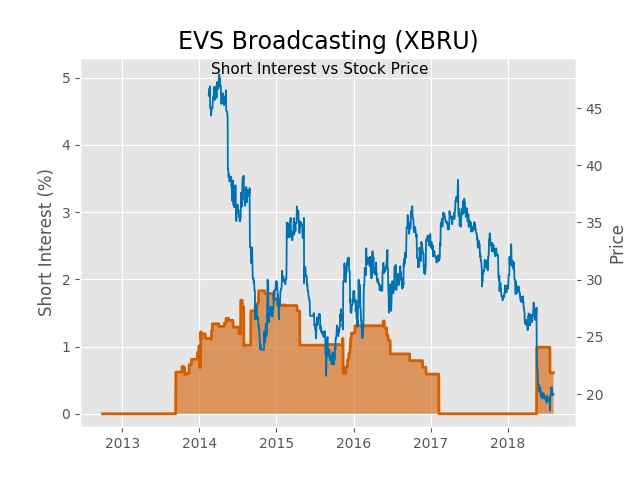 EVS Broadcasting (XBRU)
Short Interest vs Stock Price
Short Interest (%)
5
4
3
2
1
0
45
40
35
30
25
20
Price
2013 2014 2015 2016 2017 2018